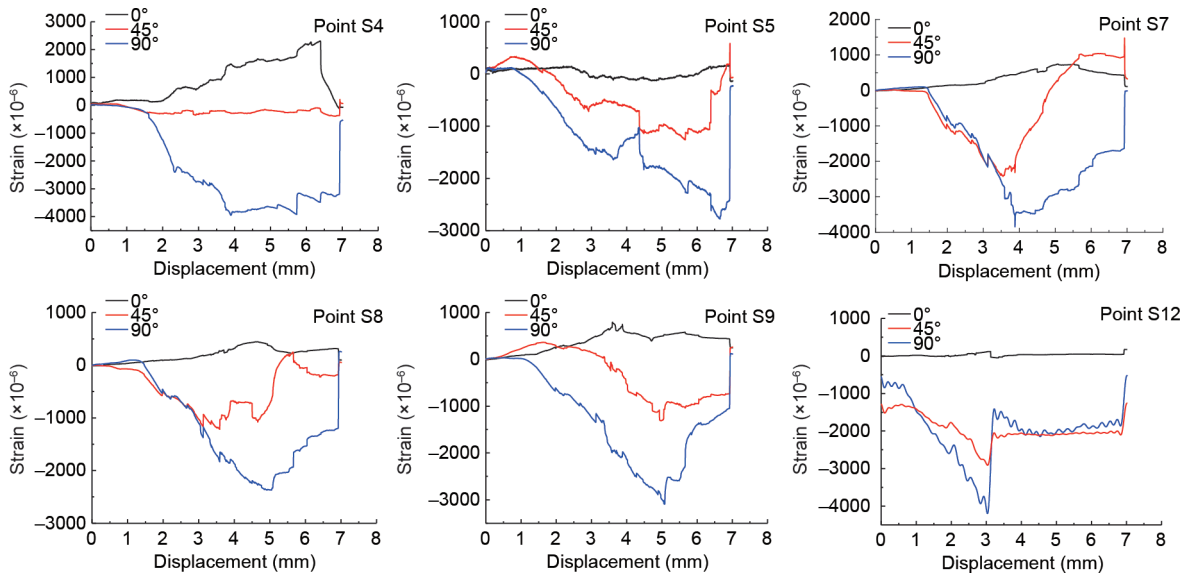 0°
45°
90°
Point S4
3000
2000
1000
0
–1000
–2000
–3000
–4000
0 1 2 3 4 5 6 7 8
Strain (×10⁻⁶)
Displacement (mm)
0°
45°
90°
Point S5
1000
0
–1000
–2000
–3000
0 1 2 3 4 5 6 7 8
Strain (×10⁻⁶)
Displacement (mm)
0°
45°
90°
Point S7
2000
1000
0
–1000
–2000
–3000
–4000
0 1 2 3 4 5 6 7 8
Strain (×10⁻⁶)
Displacement (mm)
0°
45°
90°
Point S8
1000
0
–1000
–2000
–3000
0 1 2 3 4 5 6 7 8
Strain (×10⁻⁶)
Displacement (mm)
0°
45°
90°
Point S9
1000
0
–1000
–2000
–3000
0 1 2 3 4 5 6 7 8
Strain (×10⁻⁶)
Displacement (mm)
0°
45°
90°
Point S12
1000
0
–1000
–2000
–3000
–4000
0 1 2 3 4 5 6 7 8
Strain (×10⁻⁶)
Displacement (mm)